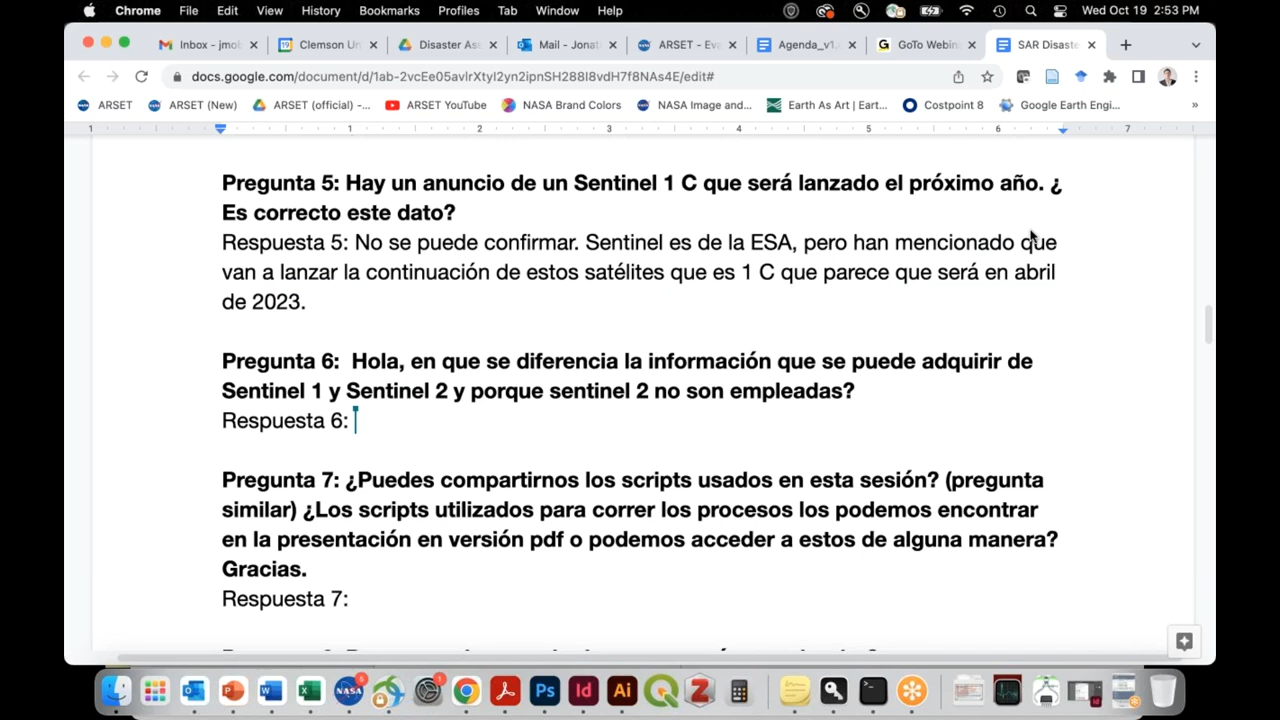 Chrome File Edit View History Bookmarks Profiles Tab Window Help Wed Oct 19 2:53 PM
Inbox - jmol Clemson Un Disaster As Mail - Jonat ARSET - Eva Agenda_v1. GoTo Webin SAR Disaste
docs.google.com/document/d/1ab-2vcEe05avlrXtyI2yn2ipnSH288I8vdH7f8NAs4E/edit#
ARSET ARSET (New) ARSET (official) -... ARSET YouTube NASA Brand Colors NASA Image and... Earth As Art | Eart... Costpoint 8 Google Earth Engi... »
1 1 2 3 4 5 6 7
Pregunta 5: Hay un anuncio de un Sentinel 1 C que será lanzado el próximo año. ¿
Es correcto este dato?
Respuesta 5: No se puede confirmar. Sentinel es de la ESA, pero han mencionado que
van a lanzar la continuación de estos satélites que es 1 C que parece que será en abril
de 2023.
Pregunta 6: Hola, en que se diferencia la información que se puede adquirir de
Sentinel 1 y Sentinel 2 y porque sentinel 2 no son empleadas?
Respuesta 6:
Pregunta 7: ¿Puedes compartirnos los scripts usados en esta sesión? (pregunta
similar) ¿Los scripts utilizados para correr los procesos los podemos encontrar
en la presentación en versión pdf o podemos acceder a estos de alguna manera?
Gracias.
Respuesta 7: